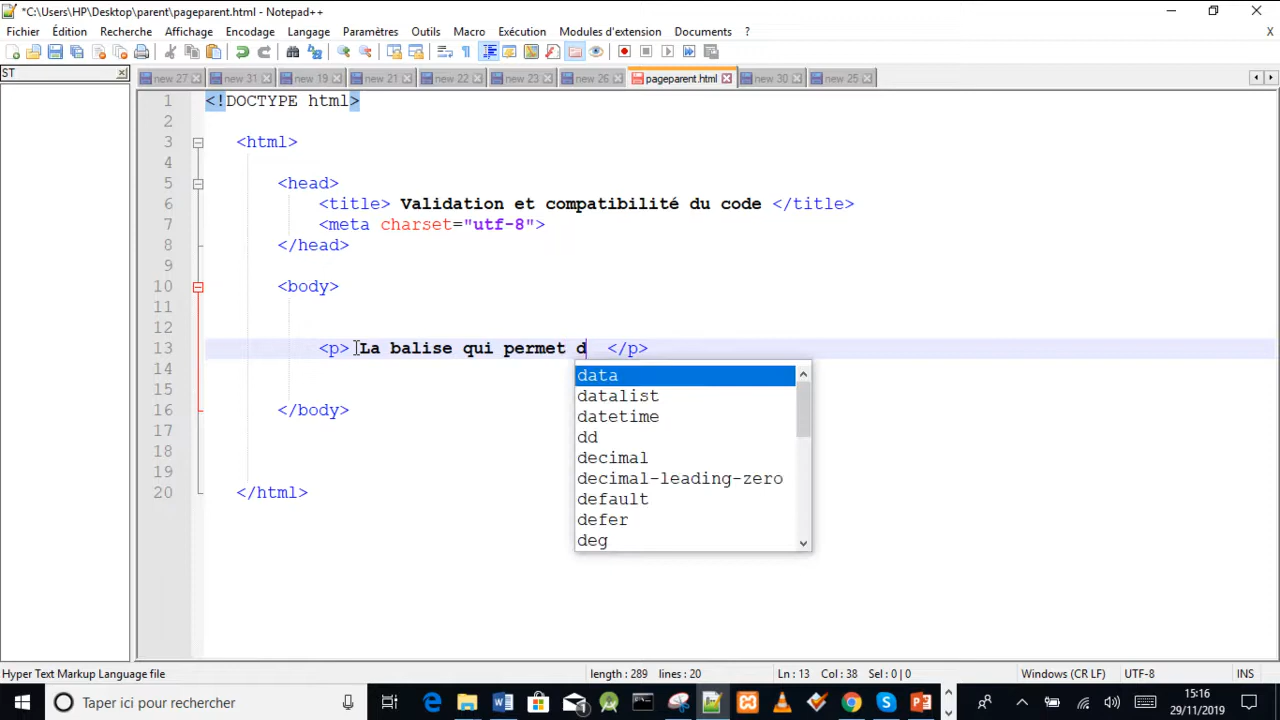 *C:\Users\HP\Desktop\parent\pageparent.html - Notepad++
Fichier Édition Recherche Affichage Encodage Langage Paramètres Outils Macro Exécution Modules d'extension Documents ? X
ST
new 27 new 31 new 19 new 21 new 22 new 23 new 26 pageparent.html new 30 new 25
1 <!DOCTYPE html>
2
3 <html>
4
5 <head>
6 <title> Validation et compatibilité du code </title>
7 <meta charset="utf-8">
8 </head>
9
10 <body>
11
12
13 <p> La balise qui permet d </p>
14
15
16 </body>
17
18
19
20 </html>
data
datalist
datetime
dd
decimal
decimal-leading-zero
default
defer
deg
Hyper Text Markup Language file length : 289 lines : 20 Ln : 13 Col : 38 Sel : 0 | 0 Windows (CR LF) UTF-8 INS
Taper ici pour rechercher
15:16
29/11/2019